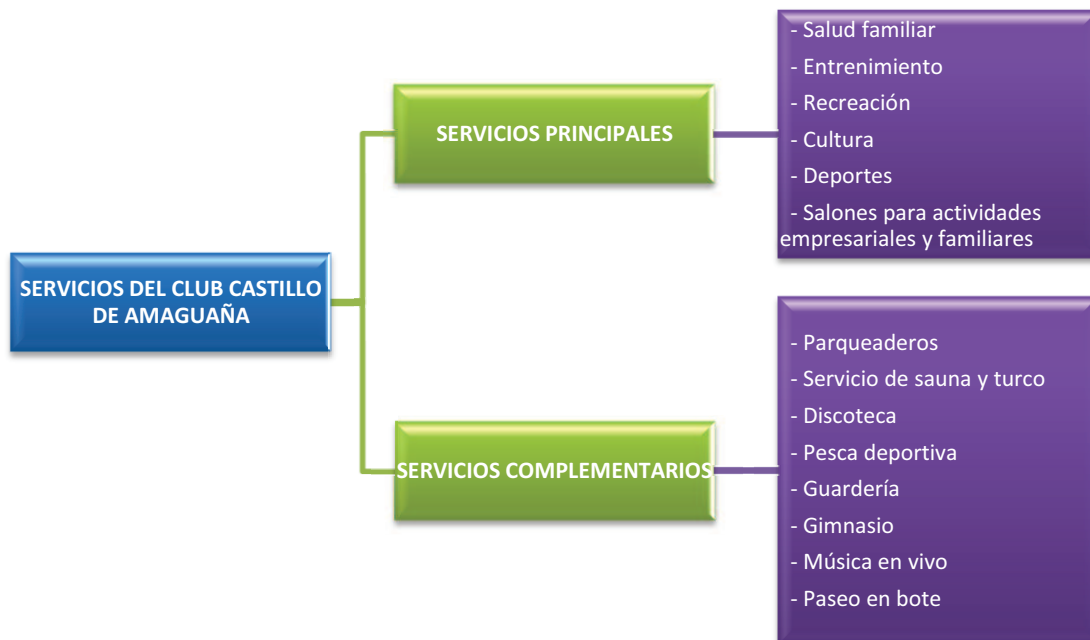 SERVICIOS DEL CLUB CASTILLO
DE AMAGUAÑA
SERVICIOS PRINCIPALES
- Salud familiar
- Entrenimiento
- Recreación
- Cultura
- Deportes
- Salones para actividades
empresariales y familiares
SERVICIOS COMPLEMENTARIOS
- Parqueaderos
- Servicio de sauna y turco
- Discoteca
- Pesca deportiva
- Guardería
- Gimnasio
- Música en vivo
- Paseo en bote